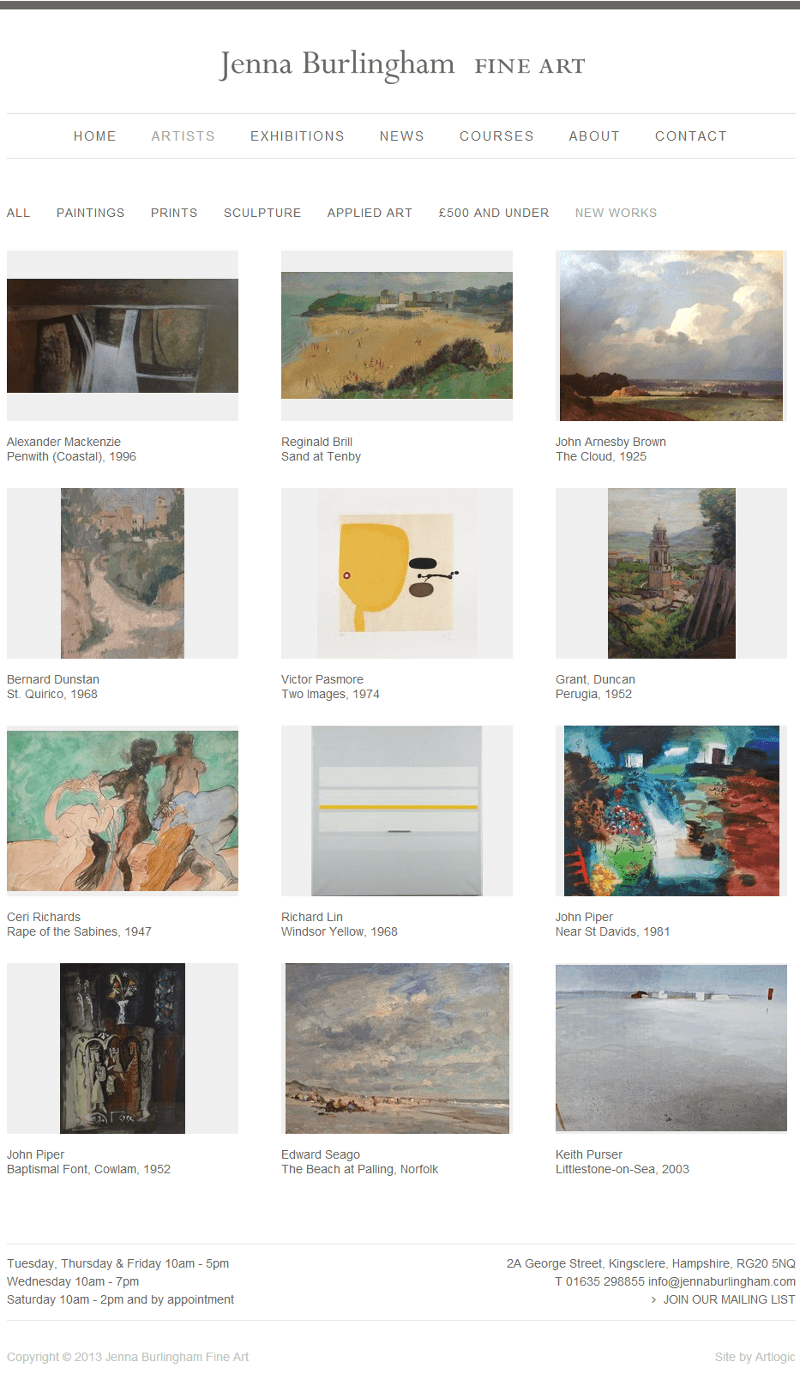 Jenna Burlingham FINE ART
HOME ARTISTS EXHIBITIONS NEWS COURSES ABOUT CONTACT
ALL PAINTINGS PRINTS SCULPTURE APPLIED ART £500 AND UNDER NEW WORKS
Alexander Mackenzie
Penwith (Coastal), 1996
Reginald Brill
Sand at Tenby
John Arnesby Brown
The Cloud, 1925
Bernard Dunstan
St. Quirico, 1968
Victor Pasmore
Two Images, 1974
Grant, Duncan
Perugia, 1952
Ceri Richards
Rape of the Sabines, 1947
Richard Lin
Windsor Yellow, 1968
John Piper
Near St Davids, 1981
John Piper
Baptismal Font, Cowlam, 1952
Edward Seago
The Beach at Palling, Norfolk
Keith Purser
Littlestone-on-Sea, 2003
Tuesday, Thursday & Friday 10am - 5pm
Wednesday 10am - 7pm
Saturday 10am - 2pm and by appointment
2A George Street, Kingsclere, Hampshire, RG20 5NQ
T 01635 298855 info@jennaburlingham.com
› JOIN OUR MAILING LIST
Copyright © 2013 Jenna Burlingham Fine Art
Site by Artlogic